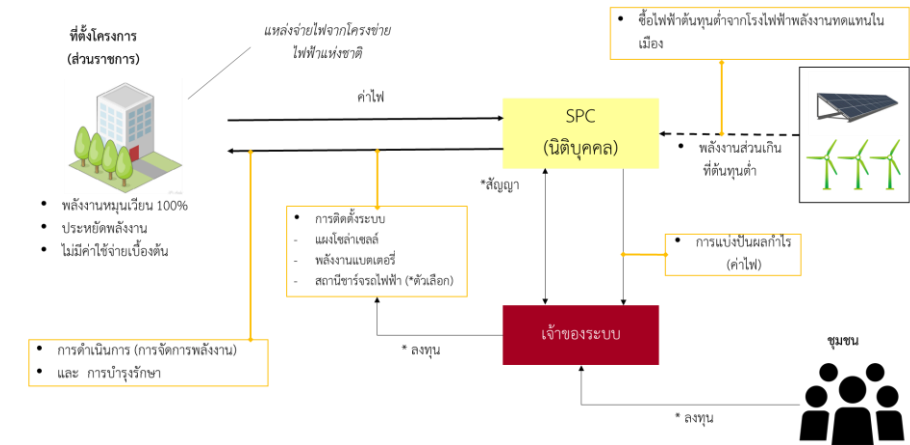 ที่ตั้งโครงการ
(ส่วนราชการ)
แหล่งจ่ายไฟจากโครงข่าย
ไฟฟ้าแห่งชาติ
• ซื้อไฟฟ้าต้นทุนต่ำจากโรงไฟฟ้าพลังงานทดแทนใน
เมือง
ค่าไฟ
SPC
(นิติบุคคล)
• พลังงานส่วนเกิน
ที่ต้นทุนต่ำ
*สัญญา
• พลังงานหมุนเวียน 100%
• ประหยัดพลังงาน
• ไม่มีค่าใช้จ่ายเบื้องต้น
• การติดตั้งระบบ
- แผงโซล่าเซลล์
- พลังงานแบตเตอรี่
- สถานีชาร์จรถไฟฟ้า (*ตัวเลือก)
• การแบ่งปันผลกำไร
(ค่าไฟ)
เจ้าของระบบ
• การดำเนินการ (การจัดการพลังงาน)
• และ การบำรุงรักษา
* ลงทุน
ชุมชน
* ลงทุน